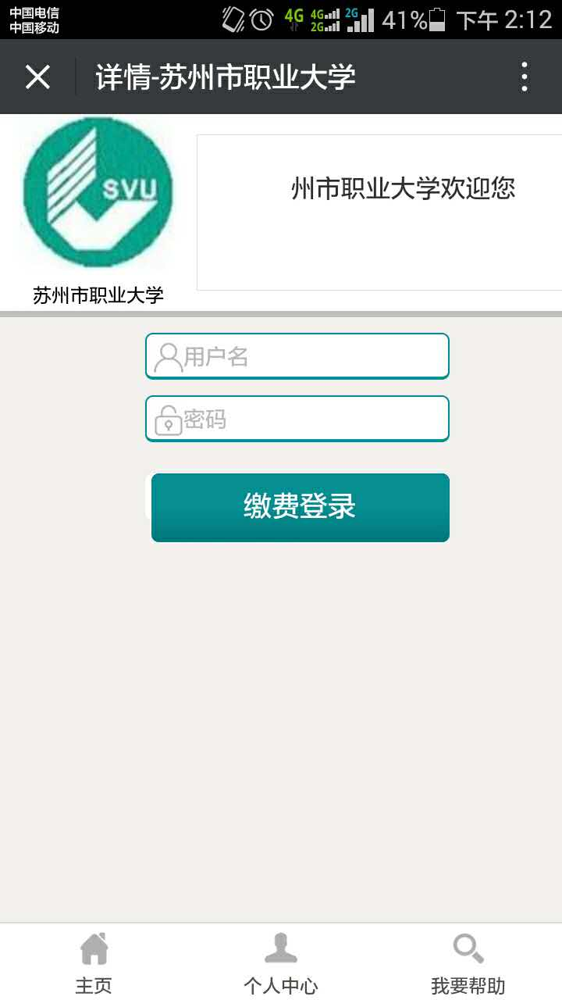 中国电信
中国移动
4G 4G 2G 2G 41% 下午 2:12
详情-苏州市职业大学
SVU
州市职业大学欢迎您
苏州市职业大学
用户名
密码
缴费登录
主页 个人中心 我要帮助